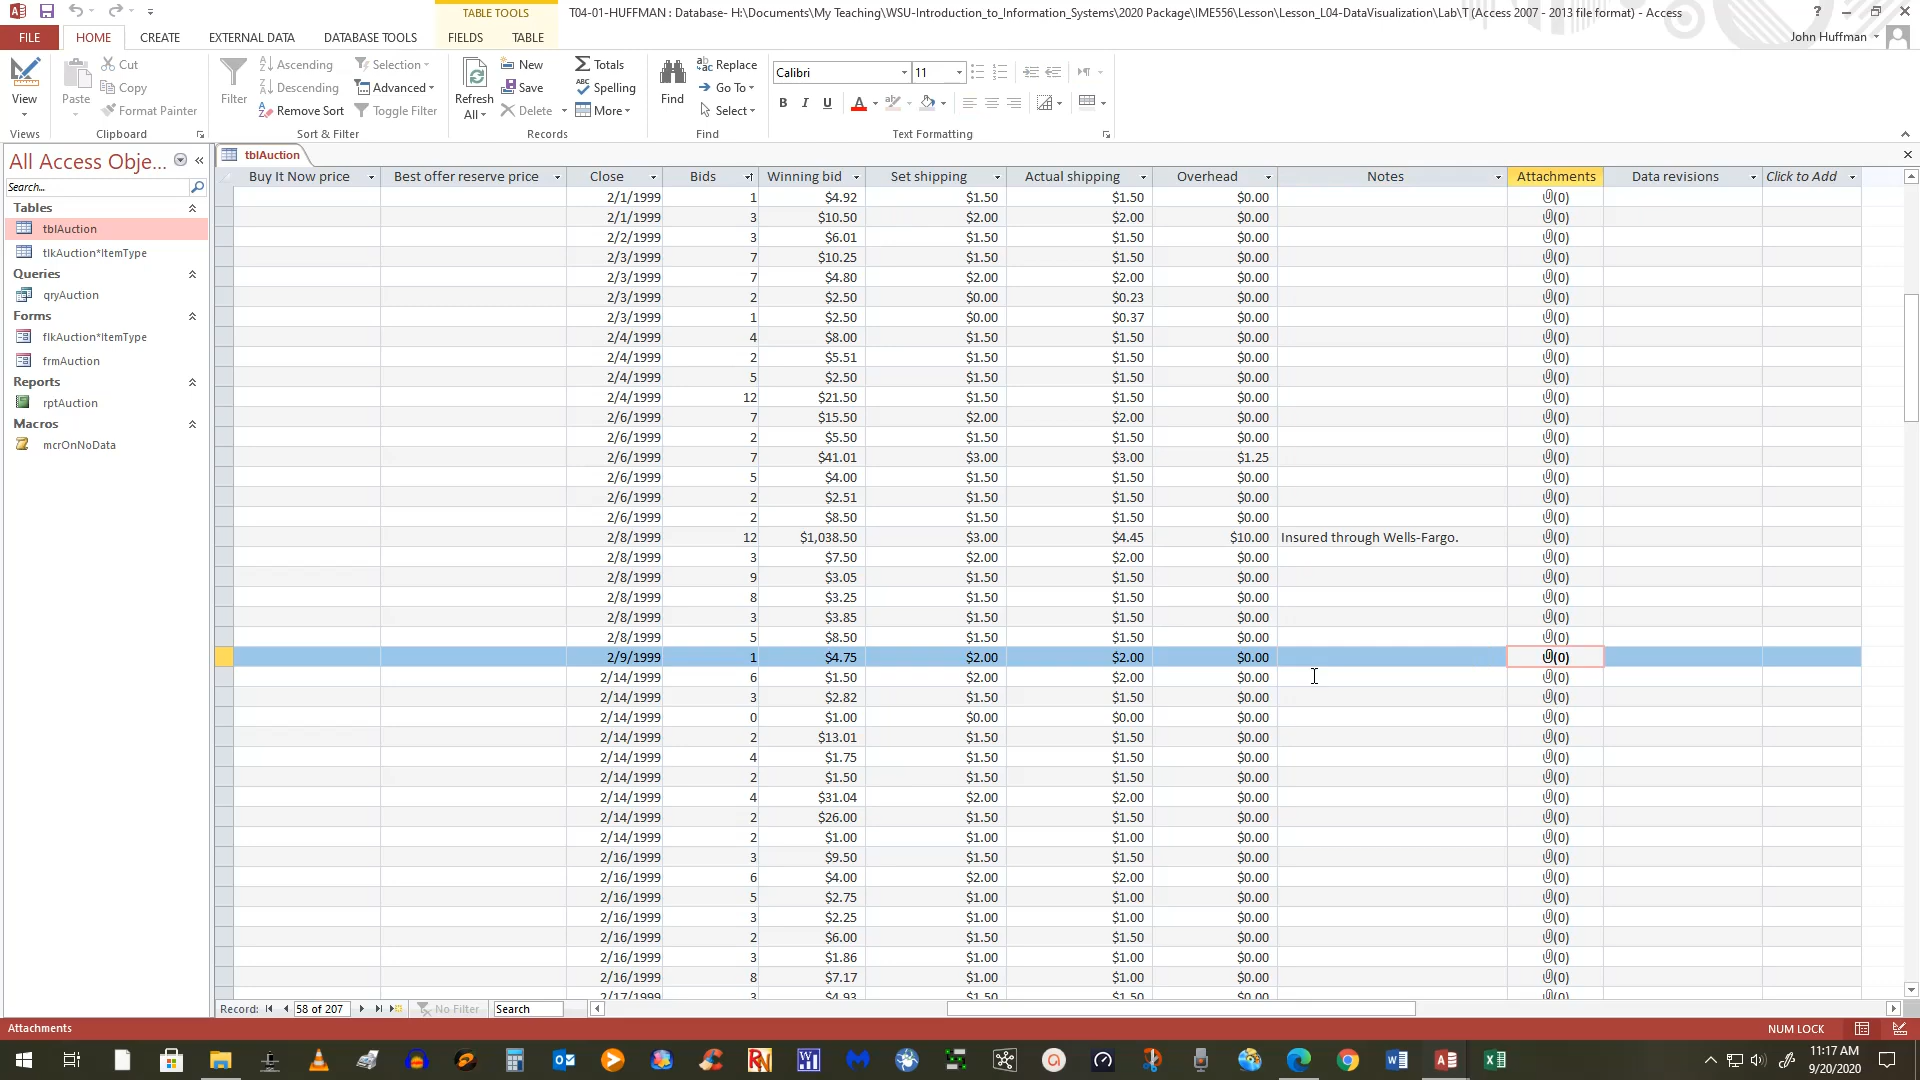 TABLE TOOLS
T04-01-HUFFMAN : Database- H:\Documents\My Teaching\WSU-Introduction_to_Information_Systems\2020 Package\IME556\Lesson\Lesson_L04-DataVisualization\Lab\T (Access 2007 - 2013 file format) - Access
FILE HOME CREATE EXTERNAL DATA DATABASE TOOLS FIELDS TABLE John Huffman
View
Views
Paste Cut Copy Format Painter
Clipboard
Filter Ascending Descending Remove Sort Selection Advanced Toggle Filter
Sort & Filter
Refresh All New Save Delete Totals Spelling More
Records
Find Replace Go To Select
Find
Calibri 11
B I U A
Text Formatting
All Access Obje...
Search...
Tables
tblAuction
tlkAuction*ItemType
Queries
qryAuction
Forms
flkAuction*ItemType
frmAuction
Reports
rptAuction
Macros
mcrOnNoData
tblAuction
Buy It Now price Best offer reserve price Close Bids Winning bid Set shipping Actual shipping Overhead Notes Attachments Data revisions Click to Add
2/1/1999 1 $4.92 $1.50 $1.50 $0.00 (0)
2/1/1999 3 $10.50 $2.00 $2.00 $0.00 (0)
2/2/1999 3 $6.01 $1.50 $1.50 $0.00 (0)
2/3/1999 7 $10.25 $1.50 $1.50 $0.00 (0)
2/3/1999 7 $4.80 $2.00 $2.00 $0.00 (0)
2/3/1999 2 $2.50 $0.00 $0.23 $0.00 (0)
2/3/1999 1 $2.50 $0.00 $0.37 $0.00 (0)
2/4/1999 4 $8.00 $1.50 $1.50 $0.00 (0)
2/4/1999 2 $5.51 $1.50 $1.50 $0.00 (0)
2/4/1999 5 $2.50 $1.50 $1.50 $0.00 (0)
2/4/1999 12 $21.50 $1.50 $1.50 $0.00 (0)
2/6/1999 7 $15.50 $2.00 $2.00 $0.00 (0)
2/6/1999 2 $5.50 $1.50 $1.50 $0.00 (0)
2/6/1999 7 $41.01 $3.00 $3.00 $1.25 (0)
2/6/1999 5 $4.00 $1.50 $1.50 $0.00 (0)
2/6/1999 2 $2.51 $1.50 $1.50 $0.00 (0)
2/6/1999 2 $8.50 $1.50 $1.50 $0.00 (0)
2/8/1999 12 $1,038.50 $3.00 $4.45 $10.00 Insured through Wells-Fargo. (0)
2/8/1999 3 $7.50 $2.00 $2.00 $0.00 (0)
2/8/1999 9 $3.05 $1.50 $1.50 $0.00 (0)
2/8/1999 8 $3.25 $1.50 $1.50 $0.00 (0)
2/8/1999 3 $3.85 $1.50 $1.50 $0.00 (0)
2/8/1999 5 $8.50 $1.50 $1.50 $0.00 (0)
2/9/1999 1 $4.75 $2.00 $2.00 $0.00 (0)
2/14/1999 6 $1.50 $2.00 $2.00 $0.00 (0)
2/14/1999 3 $2.82 $1.50 $1.50 $0.00 (0)
2/14/1999 0 $1.00 $0.00 $0.00 $0.00 (0)
2/14/1999 2 $13.01 $1.50 $1.50 $0.00 (0)
2/14/1999 4 $1.75 $1.50 $1.50 $0.00 (0)
2/14/1999 2 $1.50 $1.50 $1.50 $0.00 (0)
2/14/1999 4 $31.04 $2.00 $2.00 $0.00 (0)
2/14/1999 2 $26.00 $1.50 $1.50 $0.00 (0)
2/14/1999 2 $1.00 $1.00 $1.00 $0.00 (0)
2/16/1999 3 $9.50 $1.50 $1.50 $0.00 (0)
2/16/1999 6 $4.00 $2.00 $2.00 $0.00 (0)
2/16/1999 5 $2.75 $1.00 $1.00 $0.00 (0)
2/16/1999 3 $2.25 $1.00 $1.00 $0.00 (0)
2/16/1999 2 $6.00 $1.50 $1.50 $0.00 (0)
2/16/1999 3 $1.86 $1.00 $1.00 $0.00 (0)
2/16/1999 8 $7.17 $1.00 $1.00 $0.00 (0)
2/17/1999 3 $4.93 $1.50 $1.50 $0.00 (0)
Record: 58 of 207 No Filter Search
Attachments NUM LOCK
11:17 AM
9/20/2020